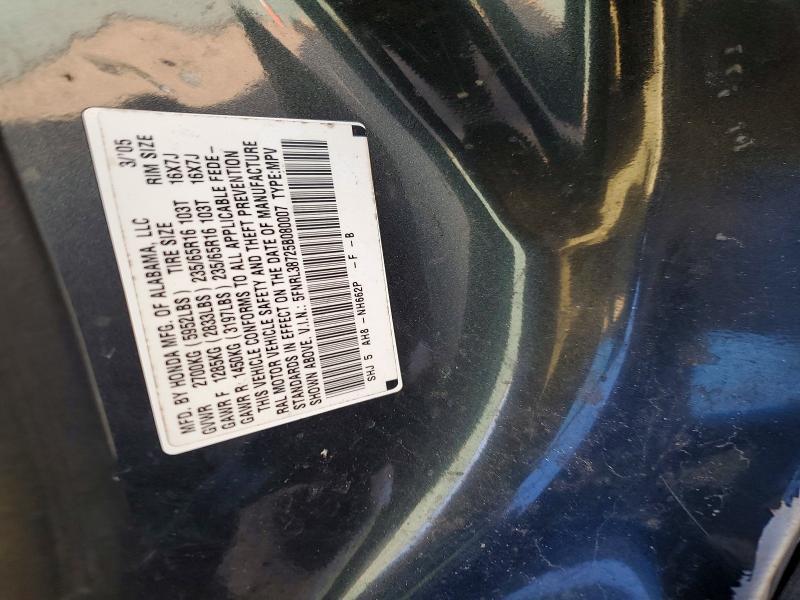 MFD. BY HONDA MFG. OF ALABAMA, LLC 3/'05
GVWR 2700KG 5952LBS TIRE SIZE RIM SIZE
GAWR F 1285KG (2833LBS) 235/65R16 103T 16X7J
GAWR R 1450KG (3197LBS) 235/65R16 103T 16X7J
THIS VEHICLE CONFORMS TO ALL APPLICABLE FEDE-
RAL MOTOR VEHICLE SAFETY AND THEFT PREVENTION
STANDARDS IN EFFECT ON THE DATE OF MANUFACTURE
SHOWN ABOVE. V.I.N.: 5FNRL38725B080007 TYPE:MPV
SHJ 5 AH8 -NH662P -F -B